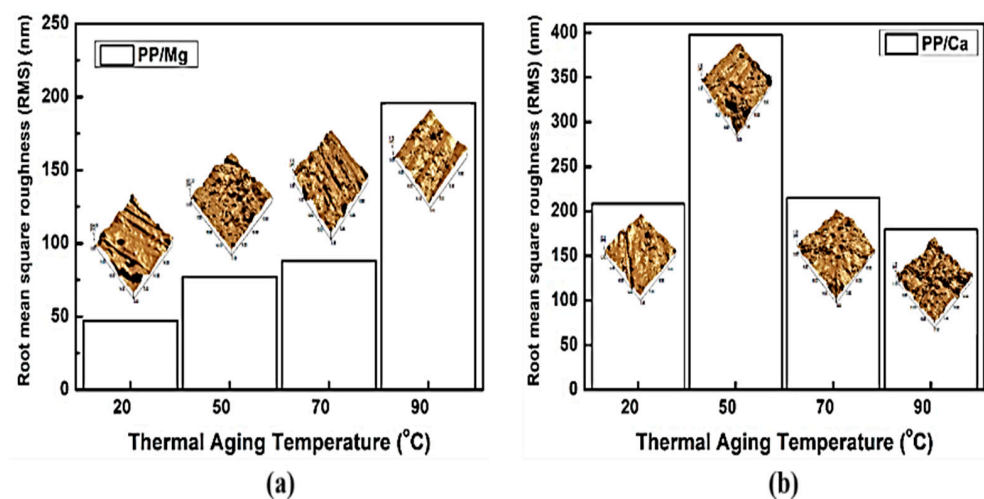 Root mean square roughness (RMS) (nm)
250
200
150
100
50
0
PP/Mg
20 50 70 90
Thermal Aging Temperature (°C)
(a)
Root mean square roughness (RMS) (nm)
400
350
300
250
200
150
100
50
0
PP/Ca
20 50 70 90
Thermal Aging Temperature (°C)
(b)